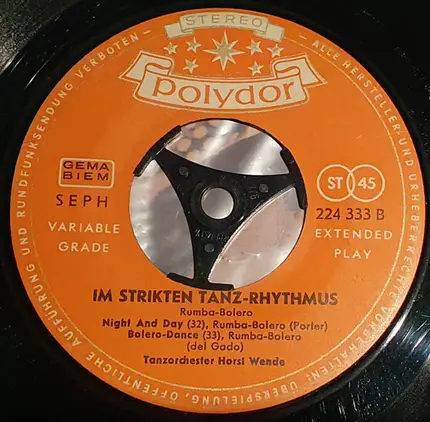 STEREO
polydor
GEMA
BIEM
SEPH
VARIABLE
GRADE
ST 45
224 333 B
EXTENDED
PLAY
IM STRIKTEN TANZ-RHYTHMUS
Rumba-Bolero
Night And Day (32), Rumba-Bolero (Porter)
Bolero-Dance (33), Rumba-Bolero
(del Gado)
Tanzorchester Horst Wende
ALLE HERSTELLER- UND URHEBERRECHTE VORBEHALTEN! ÜBERSPIELUNG, ÖFFENTLICHE AUFFÜHRUNG UND RUNDFUNKSENDUNG VERBOTEN